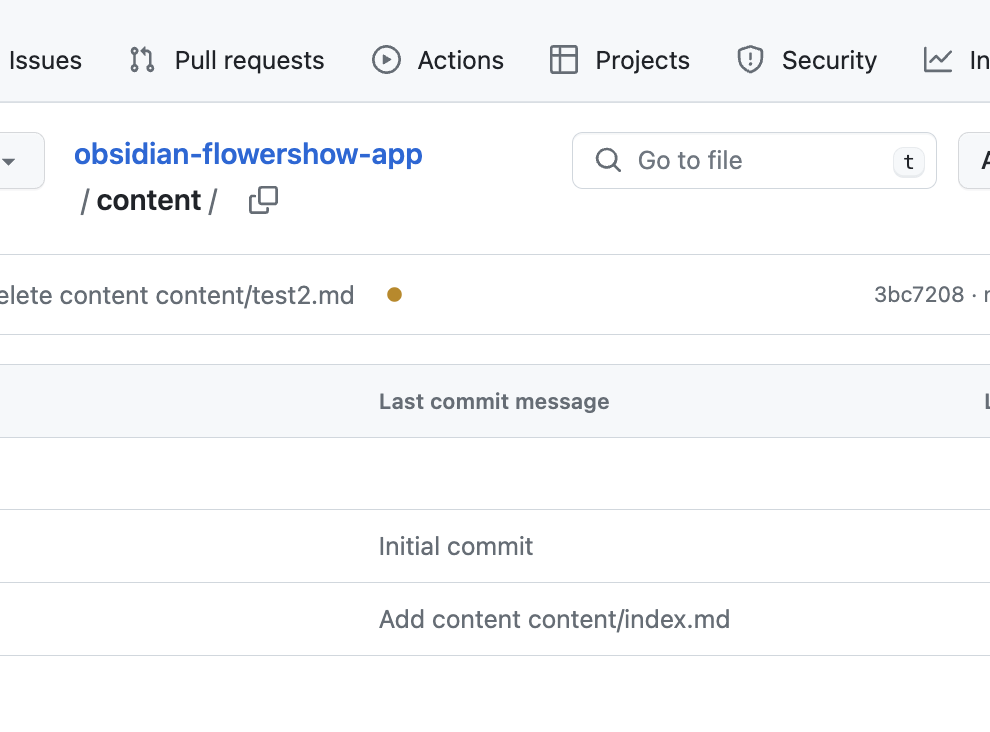 Issues Pull requests Actions Projects Security In
obsidian-flowershow-app Go to file t
/ content /
elete content content/test2.md 3bc7208 ·
Last commit message
Initial commit
Add content content/index.md